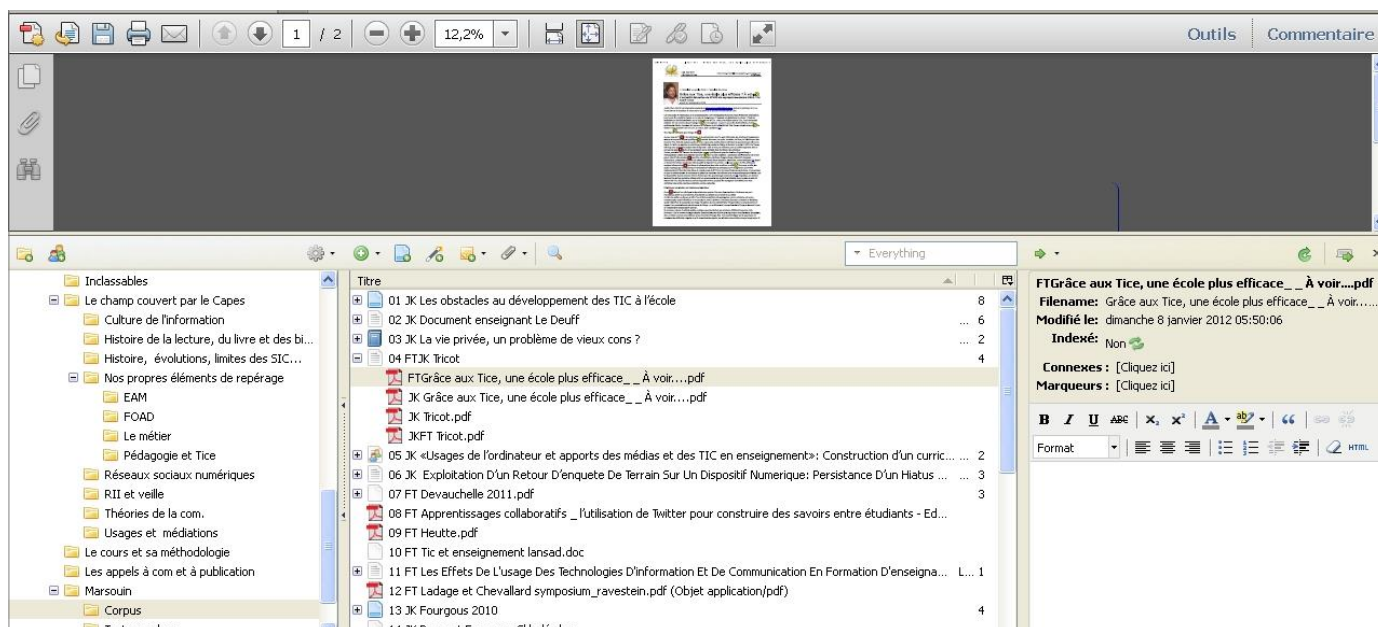 1 / 2
12,2%
Outils
Commentaire
Everything
Inclassables
Le champ couvert par le Capes
Culture de l'information
Histoire de la lecture, du livre et des bi...
Histoire, évolutions, limites des SIC...
Nos propres éléments de repérage
EAM
FOAD
Le métier
Pédagogie et Tice
Réseaux sociaux numériques
RII et veille
Théories de la com.
Usages et médiations
Le cours et sa méthodologie
Les appels à com et à publication
Marsouin
Corpus
Titre
01 JK Les obstacles au développement des TIC à l'école 8
02 JK Document enseignant Le Deuff ... 6
03 JK La vie privée, un problème de vieux cons ? ... 2
04 FTJK Tricot 4
FTGrâce aux Tice, une école plus efficace_ _ À voir....pdf
JK Grâce aux Tice, une école plus efficace_ _ À voir....pdf
JK Tricot.pdf
JKFT Tricot.pdf
05 JK «Usages de l'ordinateur et apports des médias et des TIC en enseignement»: Construction d'un curric... ... 2
06 JK Exploitation D'un Retour D'enquete De Terrain Sur Un Dispositif Numerique: Persistance D'un Hiatus ... ... 3
07 FT Devauchelle 2011.pdf 3
08 FT Apprentissages collaboratifs _ l'utilisation de Twitter pour construire des savoirs entre étudiants - Ed...
09 FT Heutte.pdf
10 FT Tic et enseignement lansad.doc
11 FT Les Effets De L'usage Des Technologies D'information Et De Communication En Formation D'enseigna... L... 1
12 FT Ladage et Chevallard symposium_ravestein.pdf (Objet application/pdf)
13 JK Fourgous 2010 4
FTGrâce aux Tice, une école plus efficace_ _ À voir....pdf
Filename: Grâce aux Tice, une école plus efficace_ _ À voir......
Modifié le: dimanche 8 janvier 2012 05:50:06
Indexé: Non
Connexes : [Cliquez ici]
Marqueurs : [Cliquez ici]
B I U ABC X₂ X² A ab
Format HTML